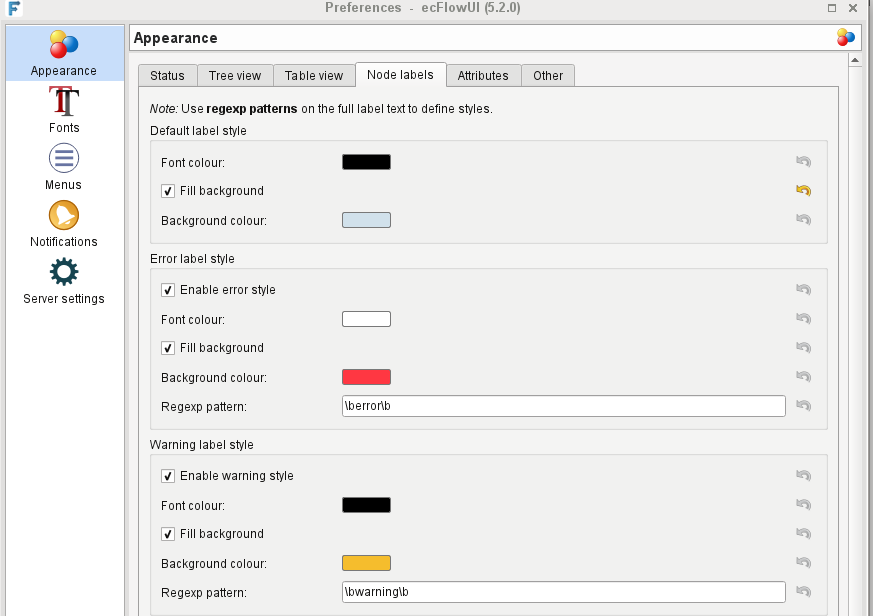 Preferences - ecFlowUI (5.2.0)
Appearance
Fonts
Menus
Notifications
Server settings
Appearance
Status Tree view Table view Node labels Attributes Other
Note: Use regexp patterns on the full label text to define styles.
Default label style
Font colour:
Fill background
Background colour:
Error label style
Enable error style
Font colour:
Fill background
Background colour:
Regexp pattern: \berror\b
Warning label style
Enable warning style
Font colour:
Fill background
Background colour:
Regexp pattern: \bwarning\b